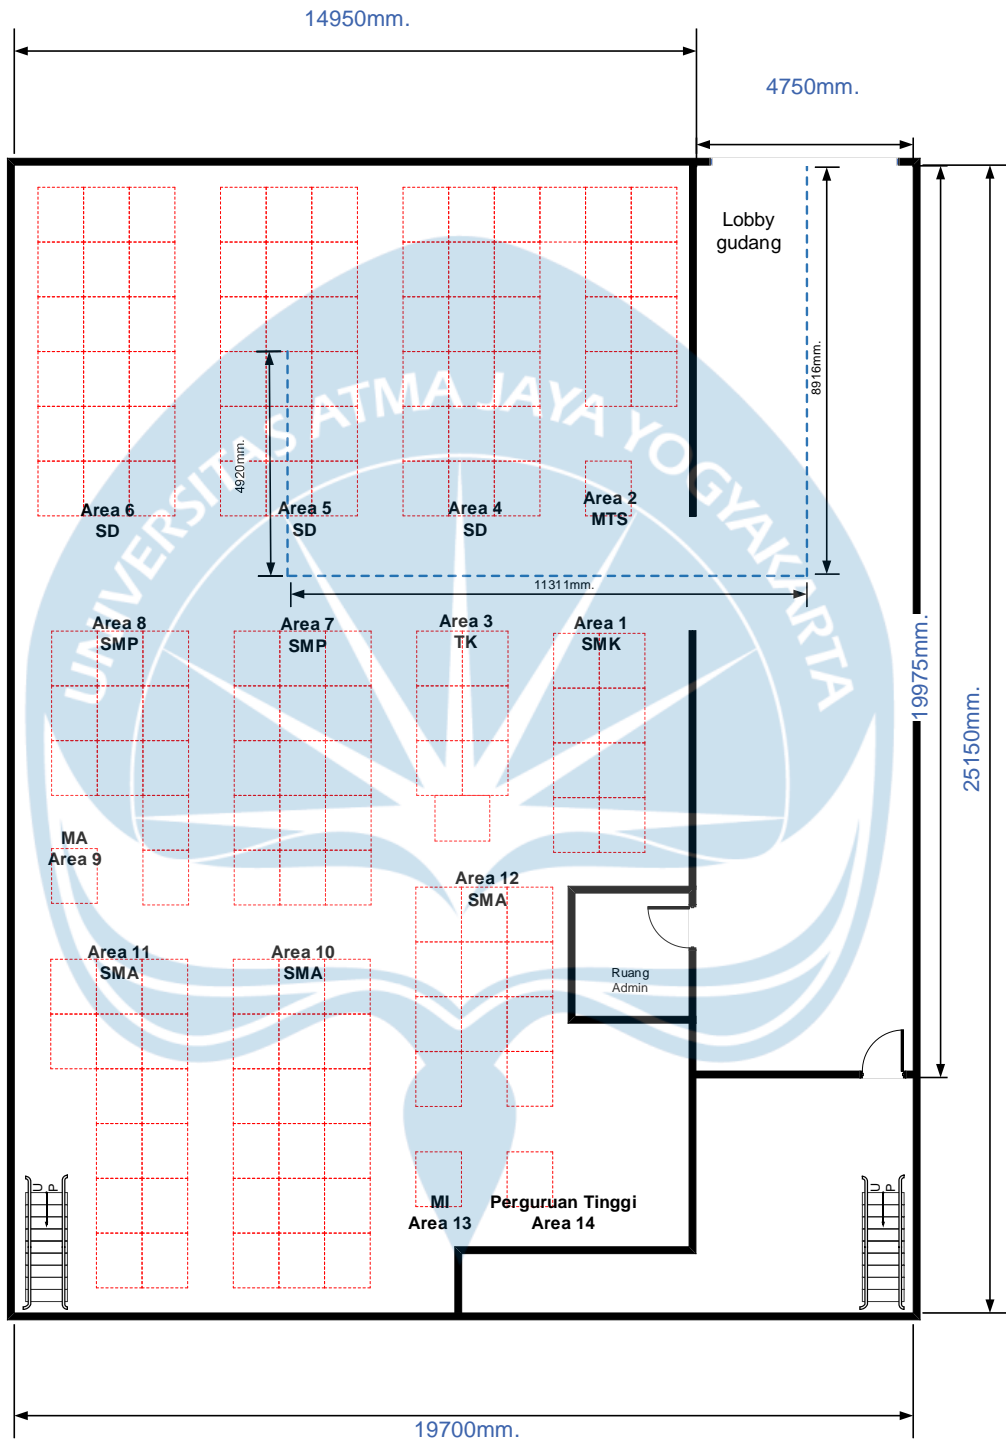 14950mm.
4750mm.
Lobby
gudang
8916mm.
4920mm.
UNIVERSITAS ATMA JAYA YOGYAKARTA
Area 6
SD
Area 5
SD
Area 4
SD
Area 2
MTS
11311mm.
Area 8
SMP
Area 7
SMP
Area 3
TK
Area 1
SMK
19975mm.
25150mm.
MA
Area 9
Area 12
SMA
Area 11
SMA
Area 10
SMA
Ruang
Admin
UP
UP
MI
Area 13
Perguruan Tinggi
Area 14
19700mm.